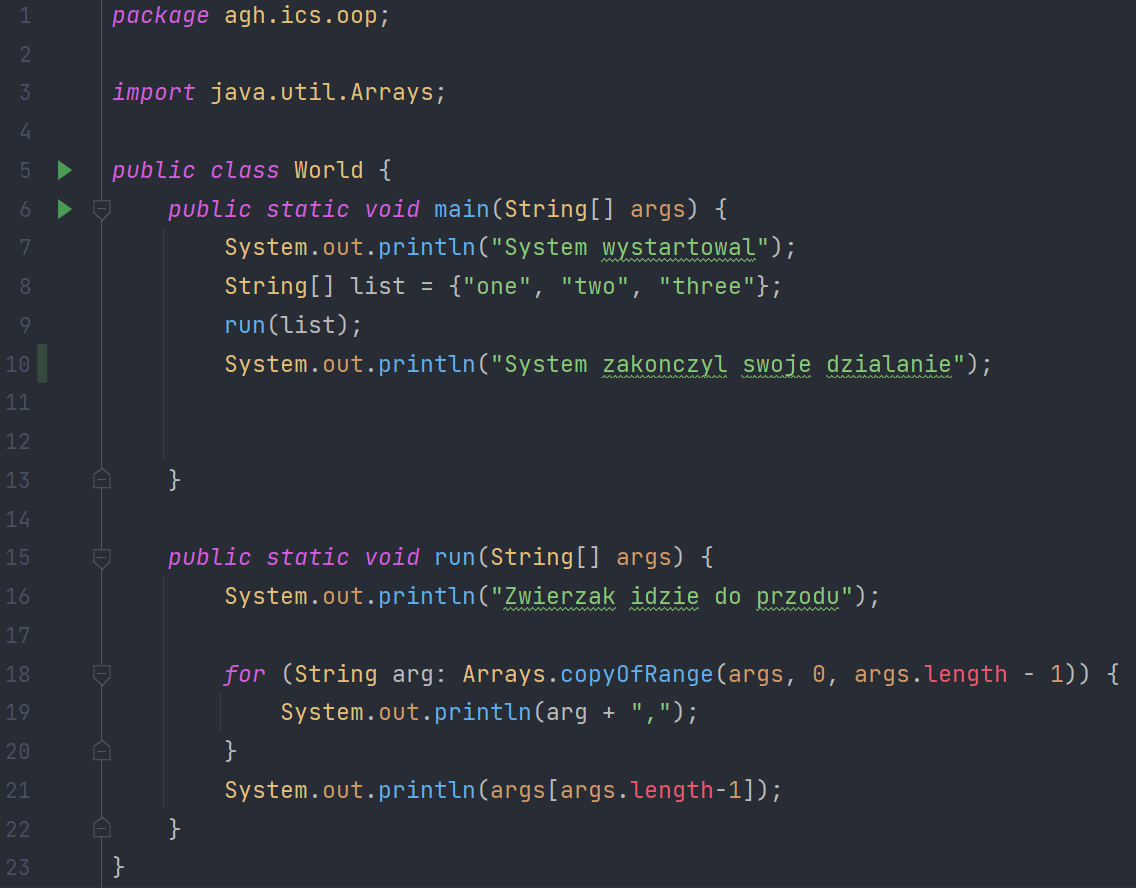 1 package agh.ics.oop;
2
3 import java.util.Arrays;
4
5 public class World {
6     public static void main(String[] args) {
7         System.out.println("System wystartowal");
8         String[] list = {"one", "two", "three"};
9         run(list);
10         System.out.println("System zakonczyl swoje dzialanie");
11
12
13     }
14
15     public static void run(String[] args) {
16         System.out.println("Zwierzak idzie do przodu");
17
18         for (String arg: Arrays.copyOfRange(args, 0, args.length - 1)) {
19             System.out.println(arg + ",");
20         }
21         System.out.println(args[args.length-1]);
22     }
23 }